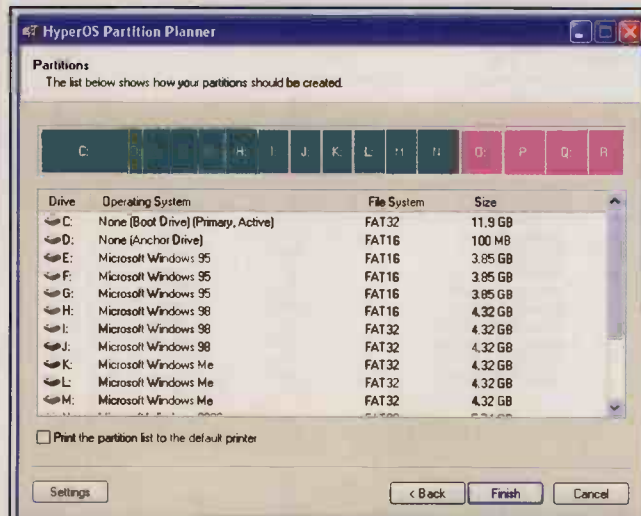 HyperOS Partition Planner
Partitions
The list below shows how your partitions should be created.
C: H: I: J: K: L: M N O: P Q: R
Drive Operating System File System Size
C: None (Boot Drive) (Primary, Active) FAT32 11.9 GB
D: None (Anchor Drive) FAT16 100 MB
E: Microsoft Windows 95 FAT16 3.85 GB
F: Microsoft Windows 95 FAT16 3.85 GB
G: Microsoft Windows 95 FAT16 3.85 GB
H: Microsoft Windows 98 FAT16 4.32 GB
I: Microsoft Windows 98 FAT32 4.32 GB
J: Microsoft Windows 98 FAT32 4.32 GB
K: Microsoft Windows Me FAT32 4.32 GB
L: Microsoft Windows Me FAT32 4.32 GB
M: Microsoft Windows Me FAT32 4.32 GB
Print the partition list to the default printer
Settings < Back Finish Cancel